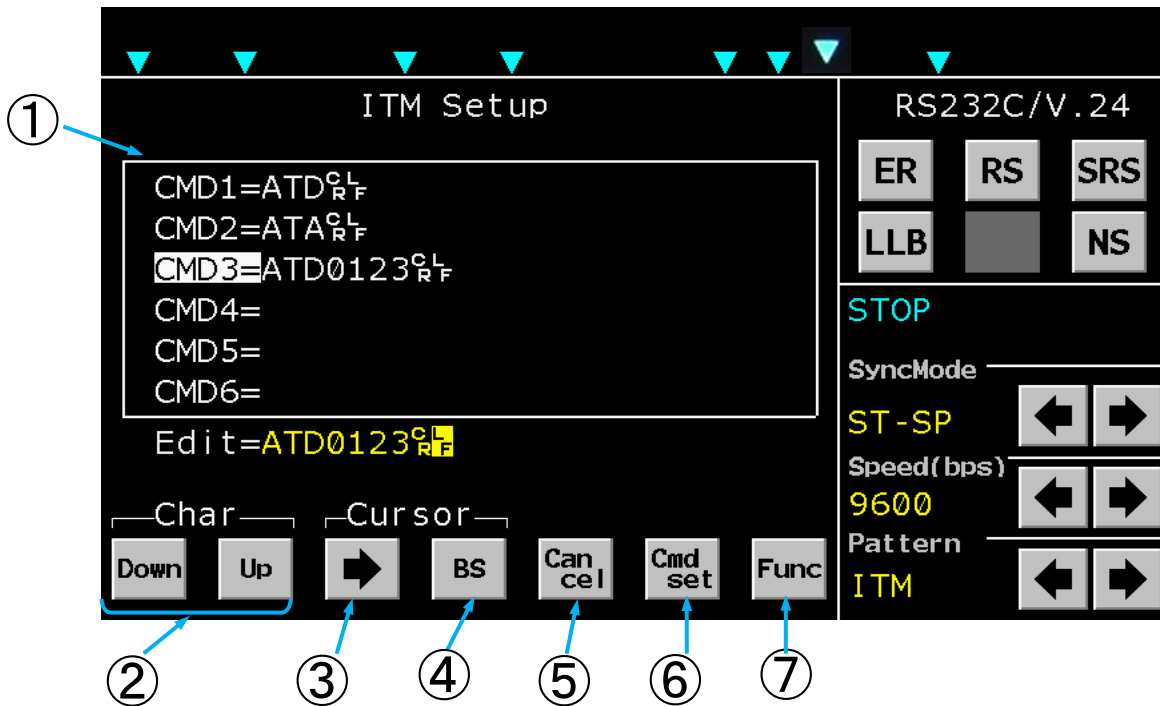 ITM Setup
①
CMD1=ATD␍␊
CMD2=ATA␍␊
CMD3=ATD0123␍␊
CMD4=
CMD5=
CMD6=
Edit=ATD0123␍␊
Char
Cursor
Down
Up
BS
Can
cel
Cmd
set
Func
②
③
④
⑤
⑥
⑦
RS232C/V.24
ER
RS
SRS
LLB
NS
STOP
SyncMode
ST-SP
Speed(bps)
9600
Pattern
ITM